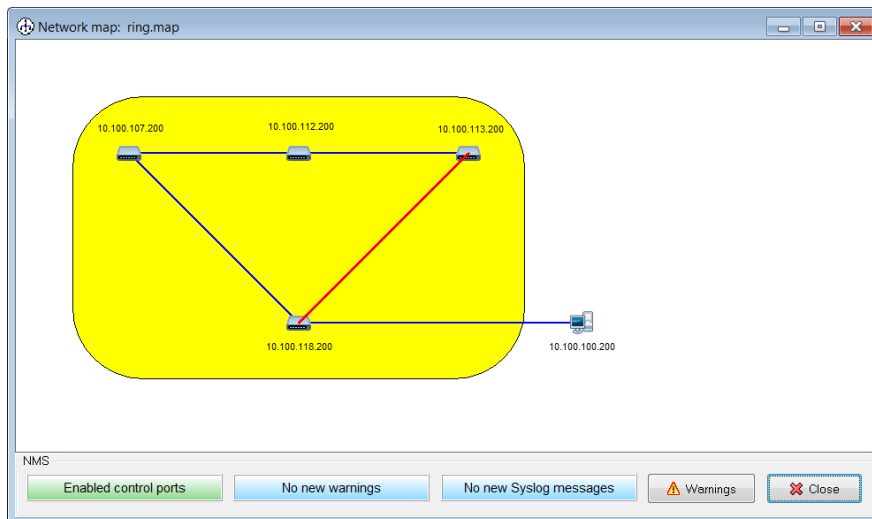 Network map:  ring.map
10.100.107.200
10.100.112.200
10.100.113.200
10.100.118.200
10.100.100.200
NMS
Enabled control ports
No new warnings
No new Syslog messages
Warnings
Close